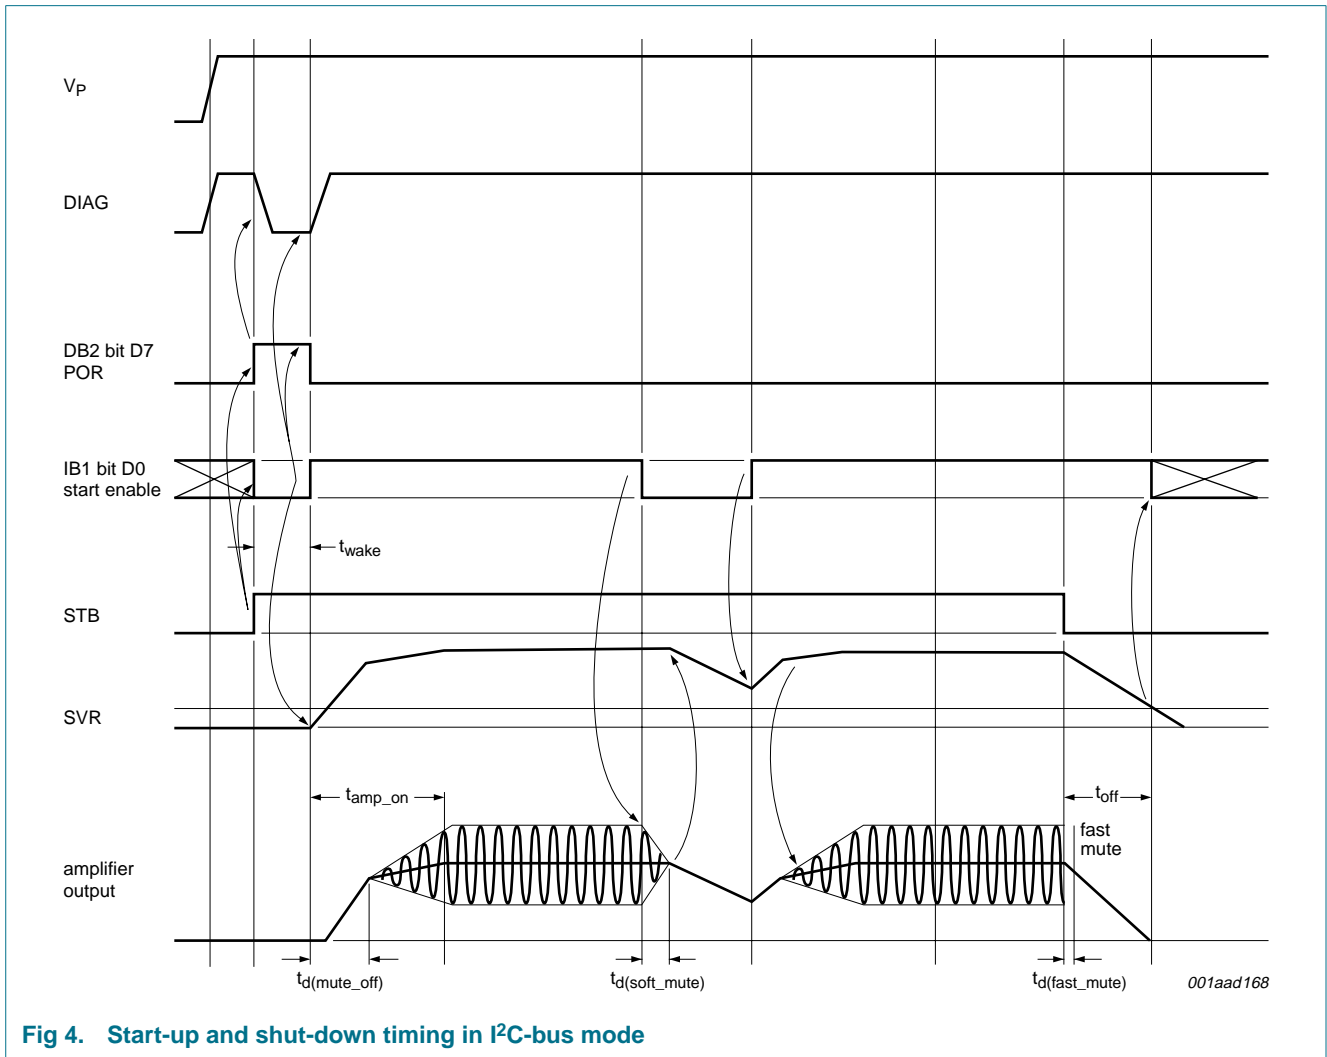 VP
DIAG
DB2 bit D7
POR
IB1 bit D0
start enable
twake
STB
SVR
tamp_on
toff
fast
mute
amplifier
output
td(mute_off)
td(soft_mute)
td(fast_mute)
001aad168
Fig 4. Start-up and shut-down timing in I²C-bus mode